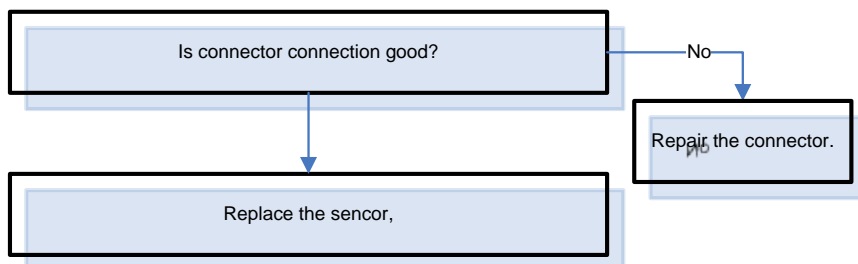 Is connector connection good?
No
Repair the connector.
Replace the sencor,